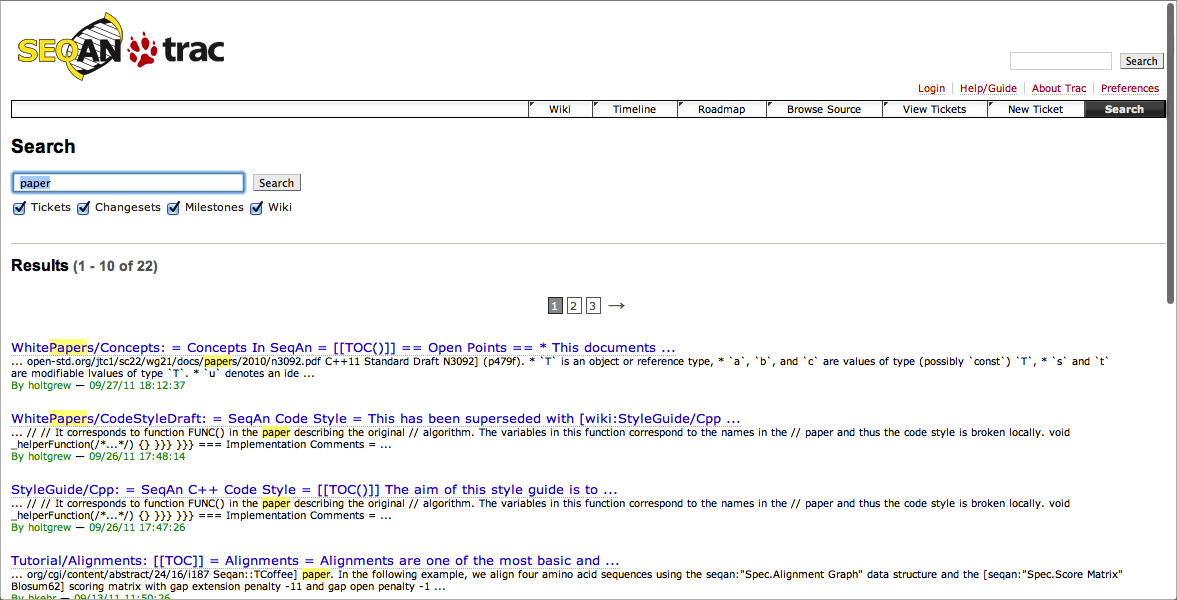 SEQAN trac
Search
Login Help/Guide About Trac Preferences
Wiki Timeline Roadmap Browse Source View Tickets New Ticket Search
Search
paper Search
Tickets Changesets Milestones Wiki
Results (1 - 10 of 22)
1 2 3 →
WhitePapers/Concepts: = Concepts In SeqAn = [[TOC()]] == Open Points == * This documents ...
... open-std.org/jtc1/sc22/wg21/docs/papers/2010/n3092.pdf C++11 Standard Draft N3092] (p479f). * `T` is an object or reference type, * `a`, `b`, and `c` are values of type (possibly `const`) `T`, * `s` and `t`
are modifiable lvalues of type `T`. * `u` denotes an ide ...
By holtgrew — 09/27/11 18:12:37
WhitePapers/CodeStyleDraft: = SeqAn Code Style = This has been superseded with [wiki:StyleGuide/Cpp ...
... // // It corresponds to function FUNC() in the paper describing the original // algorithm. The variables in this function correspond to the names in the // paper and thus the code style is broken locally. void
_helperFunction(/*...*/) {} }}} }}} === Implementation Comments = ...
By holtgrew — 09/26/11 17:48:14
StyleGuide/Cpp: = SeqAn C++ Code Style = [[TOC()]] The aim of this style guide is to ...
... // // It corresponds to function FUNC() in the paper describing the original // algorithm. The variables in this function correspond to the names in the // paper and thus the code style is broken locally. void
_helperFunction(/*...*/) {} }}} }}} === Implementation Comments = ...
By holtgrew — 09/26/11 17:47:26
Tutorial/Alignments: [[TOC]] = Alignments = Alignments are one of the most basic and ...
... org/cgi/content/abstract/24/16/i187 Seqan::TCoffee] paper. In the following example, we align four amino acid sequences using the seqan:"Spec.Alignment Graph" data structure and the [seqan:"Spec.Score Matrix"
Blosum62] scoring matrix with gap extension penalty -11 and gap open penalty -1 ...
By bkehr — 09/13/11 11:50:26